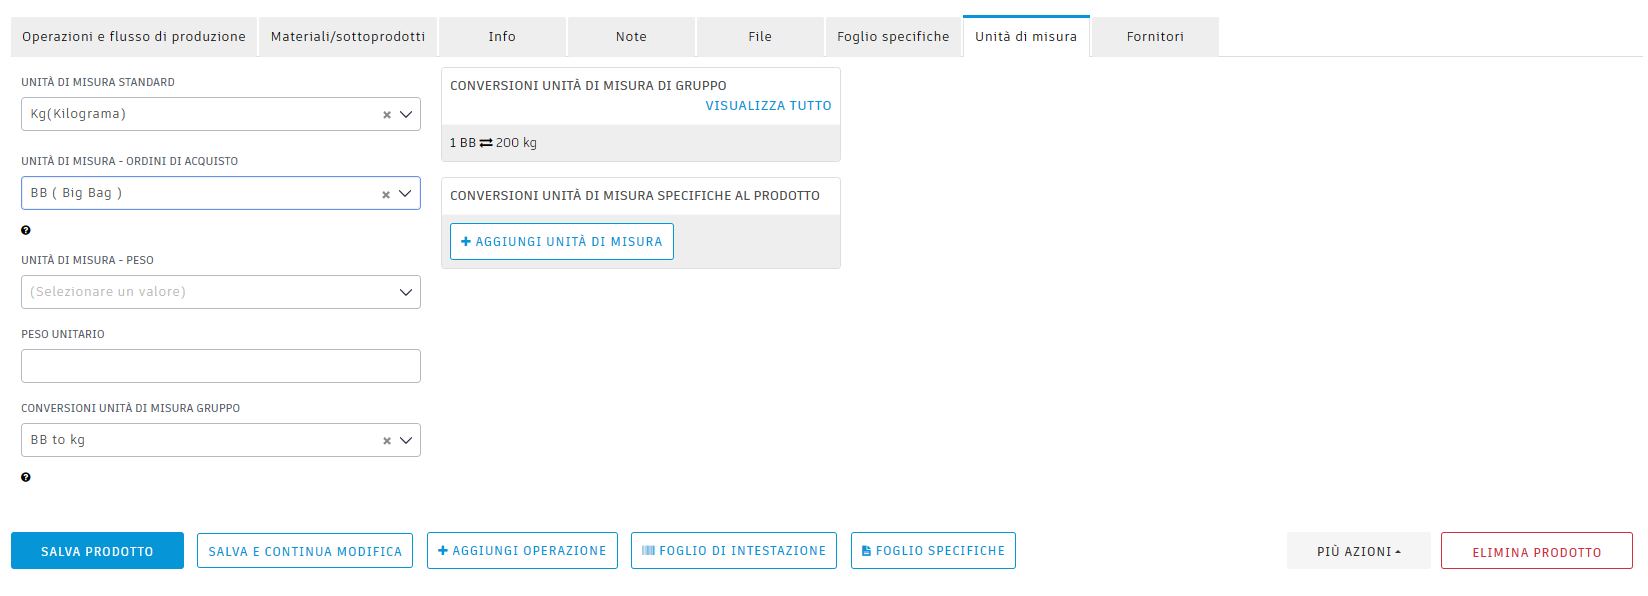 Operazioni e flusso di produzione
Materiali/sottoprodotti
Info
Note
File
Foglio specifiche
Unità di misura
Fornitori
UNITÀ DI MISURA STANDARD
Kg(Kilograma)
UNITÀ DI MISURA - ORDINI DI ACQUISTO
BB ( Big Bag )
UNITÀ DI MISURA - PESO
(Selezionare un valore)
PESO UNITARIO
CONVERSIONI UNITÀ DI MISURA GRUPPO
BB to kg
CONVERSIONI UNITÀ DI MISURA DI GRUPPO
VISUALIZZA TUTTO
1 BB ⇄ 200 kg
CONVERSIONI UNITÀ DI MISURA SPECIFICHE AL PRODOTTO
+ AGGIUNGI UNITÀ DI MISURA
SALVA PRODOTTO
SALVA E CONTINUA MODIFICA
+ AGGIUNGI OPERAZIONE
FOGLIO DI INTESTAZIONE
FOGLIO SPECIFICHE
PIÙ AZIONI
ELIMINA PRODOTTO